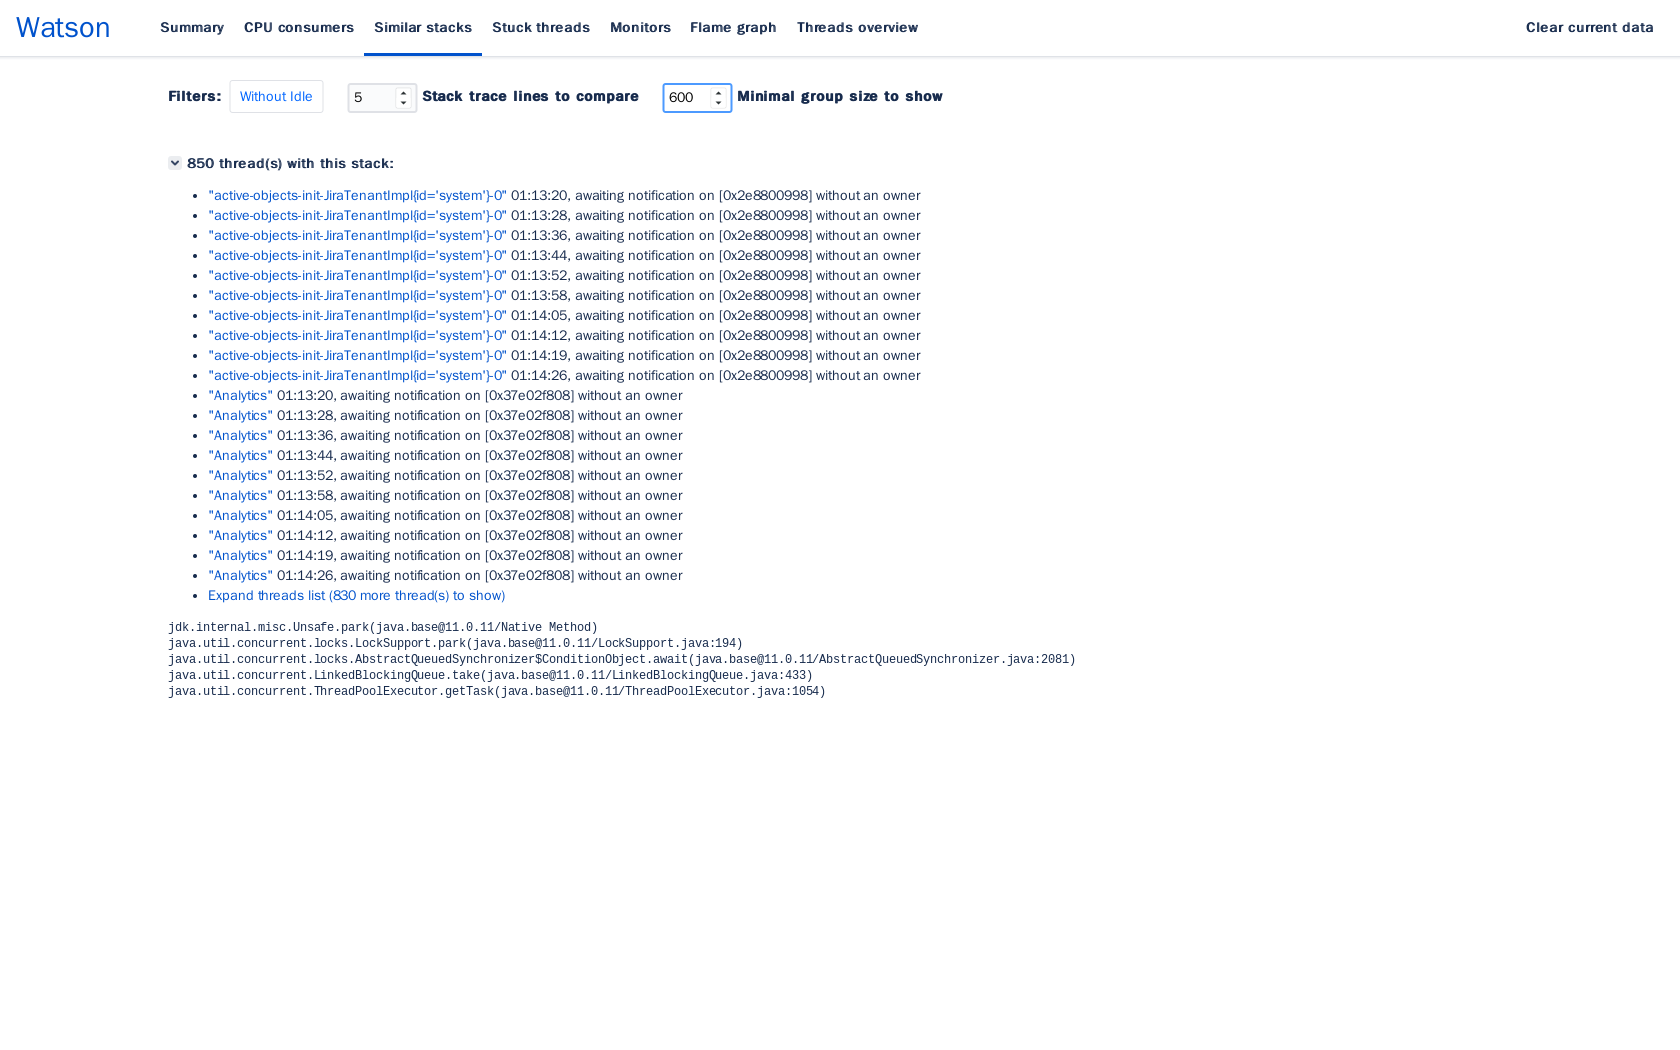 Watson Summary CPU consumers Similar stacks Stuck threads Monitors Flame graph Threads overview Clear current data
Filters: Without Idle 5 Stack trace lines to compare 600 Minimal group size to show
850 thread(s) with this stack:
"active-objects-init-JiraTenantImpl{id='system'}-0" 01:13:20, awaiting notification on [0x2e8800998] without an owner
"active-objects-init-JiraTenantImpl{id='system'}-0" 01:13:28, awaiting notification on [0x2e8800998] without an owner
"active-objects-init-JiraTenantImpl{id='system'}-0" 01:13:36, awaiting notification on [0x2e8800998] without an owner
"active-objects-init-JiraTenantImpl{id='system'}-0" 01:13:44, awaiting notification on [0x2e8800998] without an owner
"active-objects-init-JiraTenantImpl{id='system'}-0" 01:13:52, awaiting notification on [0x2e8800998] without an owner
"active-objects-init-JiraTenantImpl{id='system'}-0" 01:13:58, awaiting notification on [0x2e8800998] without an owner
"active-objects-init-JiraTenantImpl{id='system'}-0" 01:14:05, awaiting notification on [0x2e8800998] without an owner
"active-objects-init-JiraTenantImpl{id='system'}-0" 01:14:12, awaiting notification on [0x2e8800998] without an owner
"active-objects-init-JiraTenantImpl{id='system'}-0" 01:14:19, awaiting notification on [0x2e8800998] without an owner
"active-objects-init-JiraTenantImpl{id='system'}-0" 01:14:26, awaiting notification on [0x2e8800998] without an owner
"Analytics" 01:13:20, awaiting notification on [0x37e02f808] without an owner
"Analytics" 01:13:28, awaiting notification on [0x37e02f808] without an owner
"Analytics" 01:13:36, awaiting notification on [0x37e02f808] without an owner
"Analytics" 01:13:44, awaiting notification on [0x37e02f808] without an owner
"Analytics" 01:13:52, awaiting notification on [0x37e02f808] without an owner
"Analytics" 01:13:58, awaiting notification on [0x37e02f808] without an owner
"Analytics" 01:14:05, awaiting notification on [0x37e02f808] without an owner
"Analytics" 01:14:12, awaiting notification on [0x37e02f808] without an owner
"Analytics" 01:14:19, awaiting notification on [0x37e02f808] without an owner
"Analytics" 01:14:26, awaiting notification on [0x37e02f808] without an owner
Expand threads list (830 more thread(s) to show)
jdk.internal.misc.Unsafe.park(java.base@11.0.11/Native Method)
java.util.concurrent.locks.LockSupport.park(java.base@11.0.11/LockSupport.java:194)
java.util.concurrent.locks.AbstractQueuedSynchronizer$ConditionObject.await(java.base@11.0.11/AbstractQueuedSynchronizer.java:2081)
java.util.concurrent.LinkedBlockingQueue.take(java.base@11.0.11/LinkedBlockingQueue.java:433)
java.util.concurrent.ThreadPoolExecutor.getTask(java.base@11.0.11/ThreadPoolExecutor.java:1054)